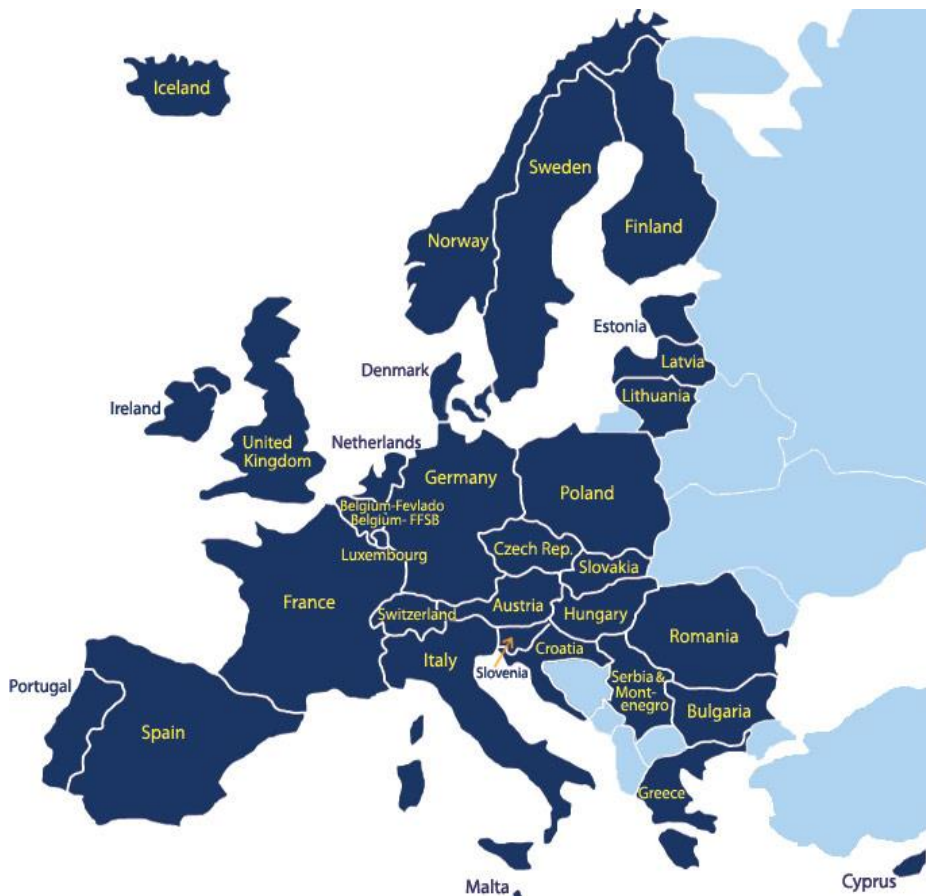 Iceland
Sweden
Norway
Finland
Estonia
Latvia
Denmark
Lithuania
Ireland
United
Kingdom
Netherlands
Germany
Poland
Belgium-Fevlado
Belgium- FFSB
Luxembourg
Czech Rep.
Slovakia
France
Switzerland
Austria
Hungary
Romania
Italy
Slovenia
Croatia
Serbia &
Mont-
enegro
Bulgaria
Portugal
Spain
Greece
Malta
Cyprus